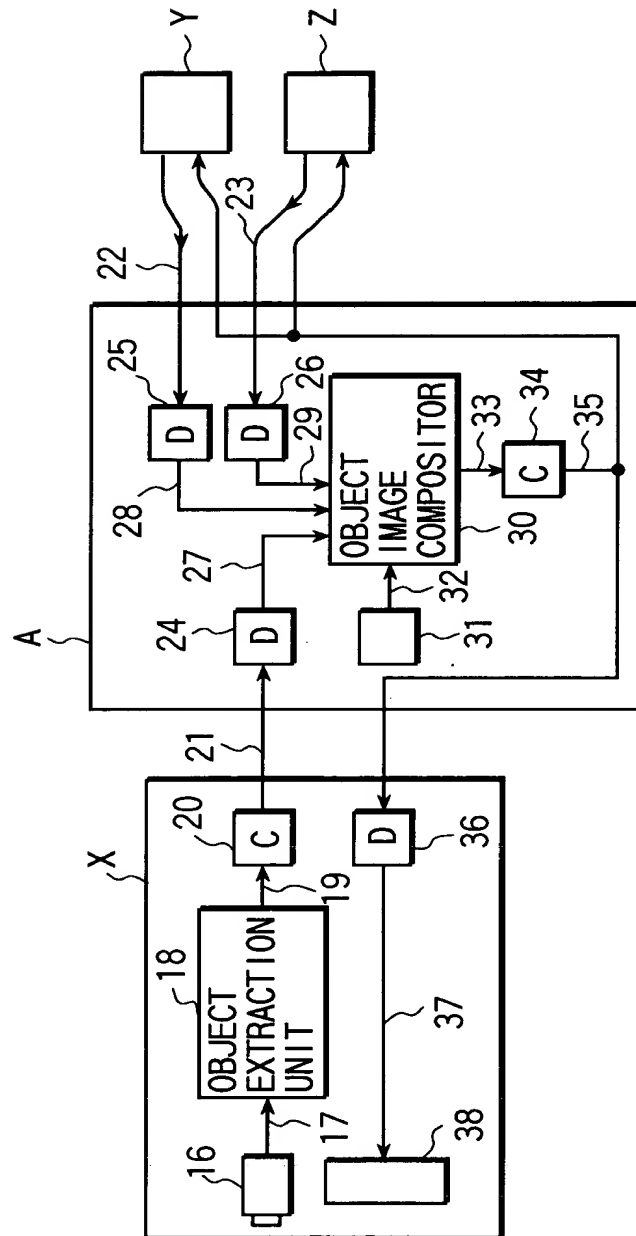 X
A
Y
Z
16
17
18
OBJECT
EXTRACTION
UNIT
19
20
C
21
22
23
24
D
25
D
26
D
27
28
29
OBJECT
IMAGE
COMPOSITOR
30
31
32
33
34
C
35
36
D
37
38